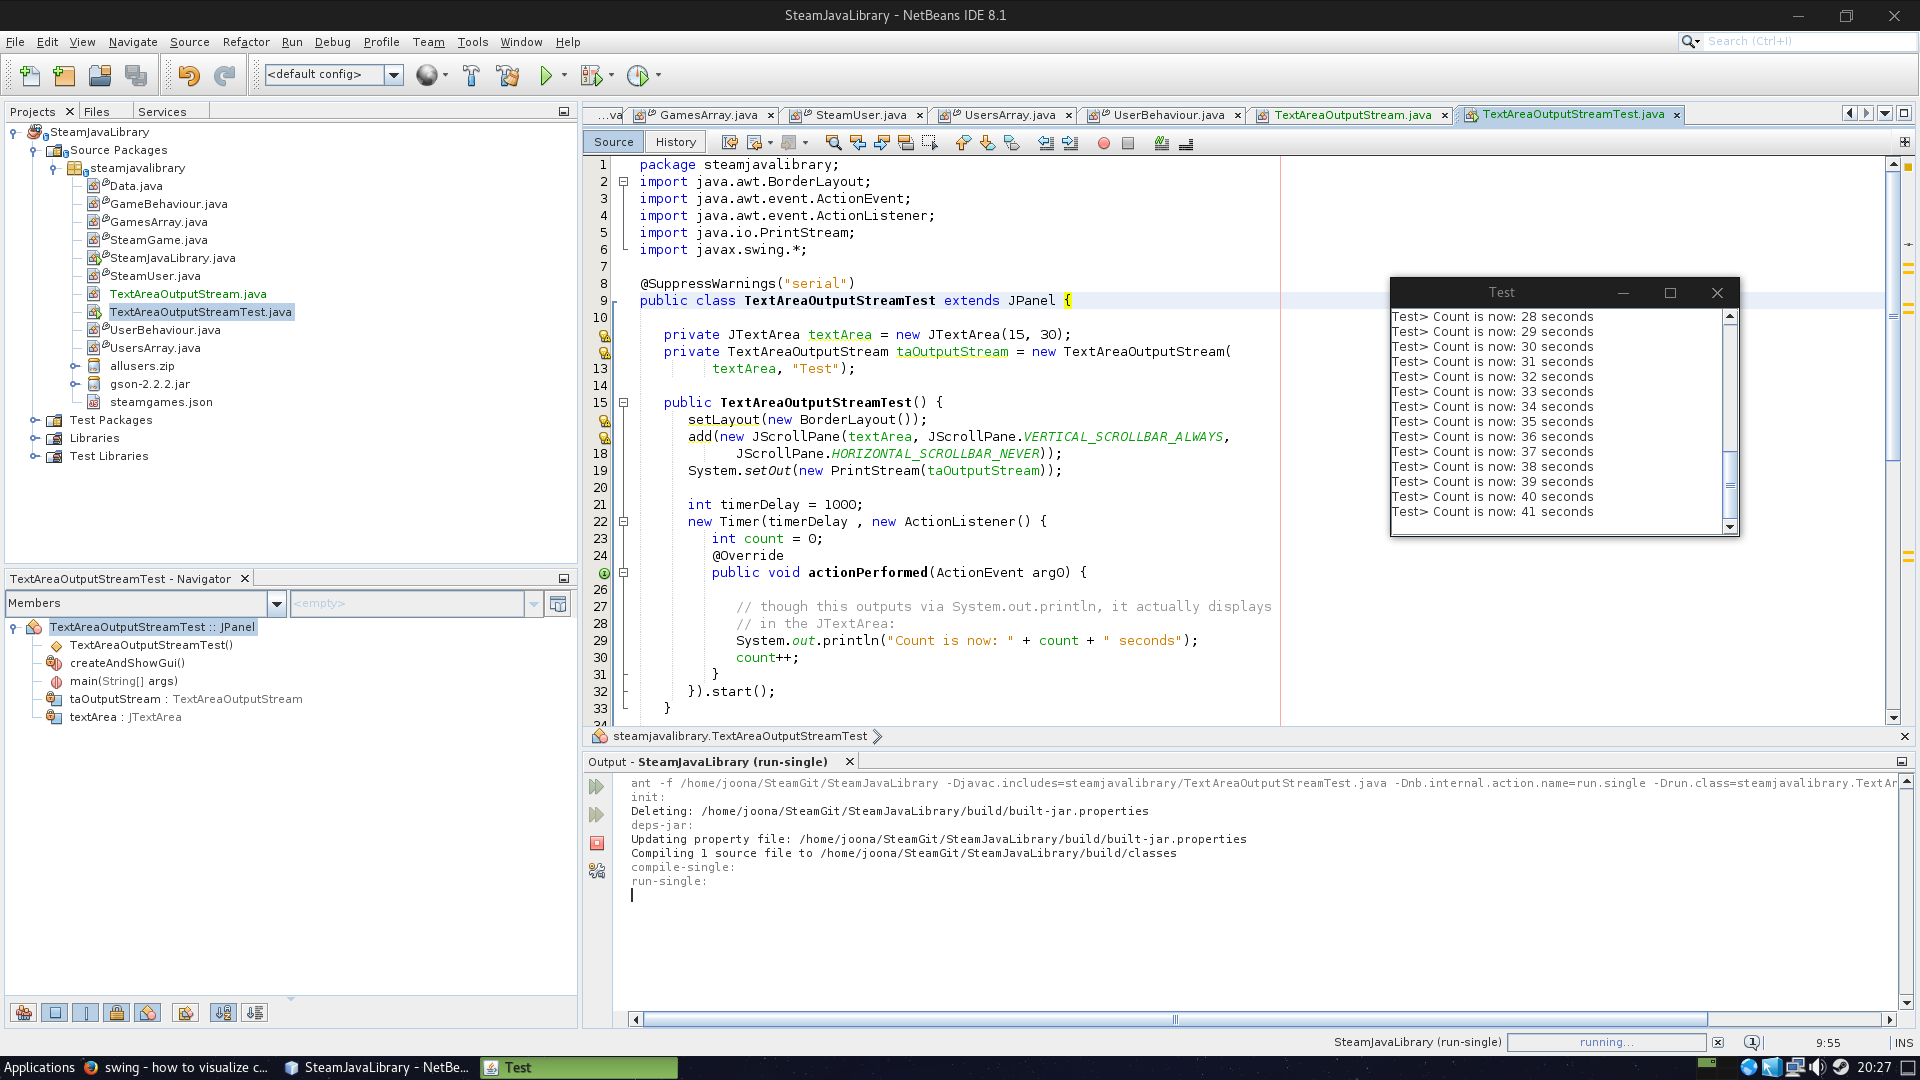 SteamJavaLibrary - NetBeans IDE 8.1
File Edit View Navigate Source Refactor Run Debug Profile Team Tools Window Help
Search (Ctrl+I)
<default config>
Projects Files Services
SteamJavaLibrary
Source Packages
steamjavalibrary
Data.java
GameBehaviour.java
GamesArray.java
SteamGame.java
SteamJavaLibrary.java
SteamUser.java
TextAreaOutputStream.java
TextAreaOutputStreamTest.java
UserBehaviour.java
UsersArray.java
allusers.zip
gson-2.2.2.jar
steamgames.json
Test Packages
Libraries
Test Libraries
TextAreaOutputStreamTest - Navigator
Members
<empty>
TextAreaOutputStreamTest :: JPanel
TextAreaOutputStreamTest()
createAndShowGui()
main(String[] args)
taOutputStream : TextAreaOutputStream
textArea : JTextArea
...va GamesArray.java SteamUser.java UsersArray.java UserBehaviour.java TextAreaOutputStream.java TextAreaOutputStreamTest.java
Source History
1 package steamjavalibrary;
2 import java.awt.BorderLayout;
3 import java.awt.event.ActionEvent;
4 import java.awt.event.ActionListener;
5 import java.io.PrintStream;
6 import javax.swing.*;
7
8 @SuppressWarnings("serial")
9 public class TextAreaOutputStreamTest extends JPanel {
10
private JTextArea textArea = new JTextArea(15, 30);
private TextAreaOutputStream taOutputStream = new TextAreaOutputStream(
13 textArea, "Test");
14
15 public TextAreaOutputStreamTest() {
setLayout(new BorderLayout());
add(new JScrollPane(textArea, JScrollPane.VERTICAL_SCROLLBAR_ALWAYS,
18 JScrollPane.HORIZONTAL_SCROLLBAR_NEVER));
19 System.setOut(new PrintStream(taOutputStream));
20
21 int timerDelay = 1000;
22 new Timer(timerDelay , new ActionListener() {
23 int count = 0;
24 @Override
public void actionPerformed(ActionEvent arg0) {
26
27 // though this outputs via System.out.println, it actually displays
28 // in the JTextArea:
29 System.out.println("Count is now: " + count + " seconds");
30 count++;
31 }
32 }).start();
33 }
34
Test
Test> Count is now: 28 seconds
Test> Count is now: 29 seconds
Test> Count is now: 30 seconds
Test> Count is now: 31 seconds
Test> Count is now: 32 seconds
Test> Count is now: 33 seconds
Test> Count is now: 34 seconds
Test> Count is now: 35 seconds
Test> Count is now: 36 seconds
Test> Count is now: 37 seconds
Test> Count is now: 38 seconds
Test> Count is now: 39 seconds
Test> Count is now: 40 seconds
Test> Count is now: 41 seconds
steamjavalibrary.TextAreaOutputStreamTest
Output - SteamJavaLibrary (run-single)
ant -f /home/joona/SteamGit/SteamJavaLibrary -Djavac.includes=steamjavalibrary/TextAreaOutputStreamTest.java -Dnb.internal.action.name=run.single -Drun.class=steamjavalibrary.TextAr
init:
Deleting: /home/joona/SteamGit/SteamJavaLibrary/build/built-jar.properties
deps-jar:
Updating property file: /home/joona/SteamGit/SteamJavaLibrary/build/built-jar.properties
Compiling 1 source file to /home/joona/SteamGit/SteamJavaLibrary/build/classes
compile-single:
run-single:
SteamJavaLibrary (run-single) running... 9:55 INS
Applications swing - how to visualize c... SteamJavaLibrary - NetBe... Test 20:27